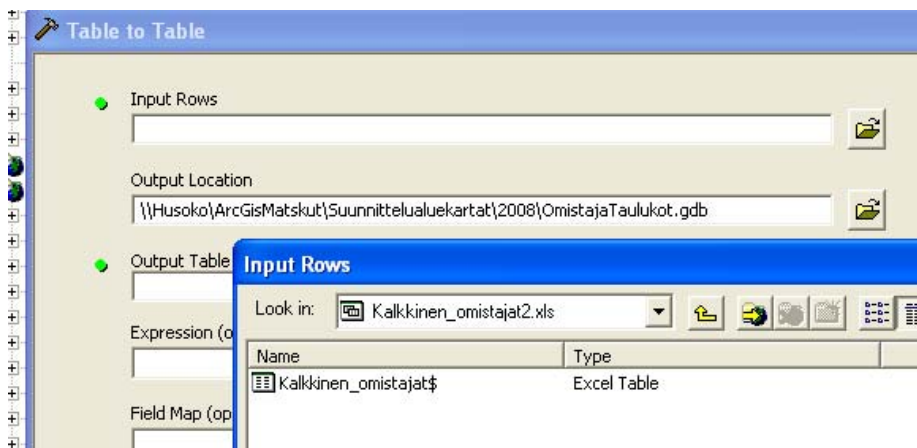 Table to Table
Input Rows
Output Location
\\Husoko\ArcGisMatskut\Suunnittelualuekartat\2008\OmistajaTaulukot.gdb
Output Table
Input Rows
Look in: Kalkkinen_omistajat2.xls
Expression (o
Name Type
Kalkkinen_omistajat$ Excel Table
Field Map (op